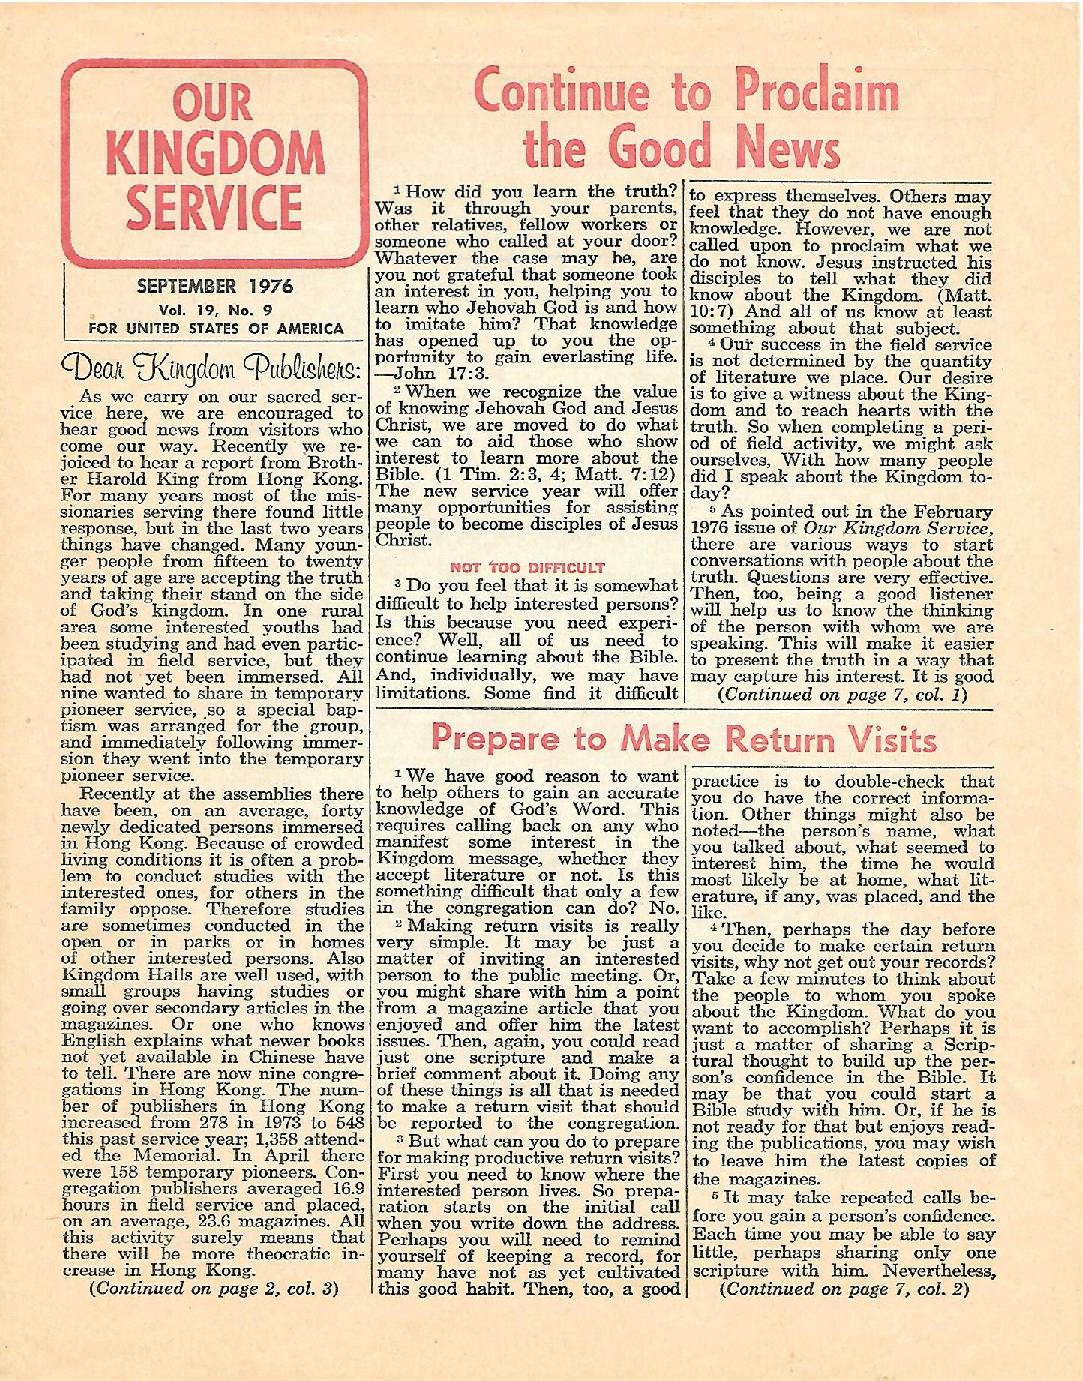 OUR
KINGDOM
SERVICE
SEPTEMBER 1976
Vol. 19, No. 9
FOR UNITED STATES OF AMERICA
Dear Kingdom Publishers:
As we carry on our sacred ser-
vice here, we are encouraged to
hear good news from visitors who
come our way. Recently we re-
joiced to hear a report from Broth-
er Harold King from Hong Kong.
For many years most of the mis-
sionaries serving there found little
response, but in the last two years
things have changed. Many youn-
ger people from fifteen to twenty
years of age are accepting the truth
and taking their stand on the side
of God's kingdom. In one rural
area some interested youths had
been studying and had even partic-
ipated in field service, but they
had not yet been immersed. All
nine wanted to share in temporary
pioneer service, so a special bap-
tism was arranged for the group,
and immediately following immer-
sion they went into the temporary
pioneer service.
Recently at the assemblies there
have been, on an average, forty
newly dedicated persons immersed
in Hong Kong. Because of crowded
living conditions it is often a prob-
lem to conduct studies with the
interested ones, for others in the
family oppose. Therefore studies
are sometimes conducted in the
open or in parks or in homes
of other interested persons. Also
Kingdom Halls are well used, with
small groups having studies or
going over secondary articles in the
magazines. Or one who knows
English explains what newer books
not yet available in Chinese have
to tell. There are now nine congre-
gations in Hong Kong. The num-
ber of publishers in Hong Kong
increased from 278 in 1973 to 548
this past service year; 1,358 attend-
ed the Memorial. In April there
were 158 temporary pioneers. Con-
gregation publishers averaged 16.9
hours in field service and placed,
on an average, 23.6 magazines. All
this activity surely means that
there will be more theocratic in-
crease in Hong Kong.
(Continued on page 2, col. 3)
Continue to Proclaim
the Good News
1 How did you learn the truth?
Was it through your parents,
other relatives, fellow workers or
someone who called at your door?
Whatever the case may be, are
you not grateful that someone took
an interest in you, helping you to
learn who Jehovah God is and how
to imitate him? That knowledge
has opened up to you the op-
portunity to gain everlasting life.
—John 17:3.
2 When we recognize the value
of knowing Jehovah God and Jesus
Christ, we are moved to do what
we can to aid those who show
interest to learn more about the
Bible. (1 Tim. 2:3, 4; Matt. 7:12)
The new service year will offer
many opportunities for assisting
people to become disciples of Jesus
Christ.
NOT TOO DIFFICULT
3 Do you feel that it is somewhat
difficult to help interested persons?
Is this because you need experi-
ence? Well, all of us need to
continue learning about the Bible.
And, individually, we may have
limitations. Some find it difficult
to express themselves. Others may
feel that they do not have enough
knowledge. However, we are not
called upon to proclaim what we
do not know. Jesus instructed his
disciples to tell what they did
know about the Kingdom. (Matt.
10:7) And all of us know at least
something about that subject.
4 Our success in the field service
is not determined by the quantity
of literature we place. Our desire
is to give a witness about the King-
dom and to reach hearts with the
truth. So when completing a peri-
od of field activity, we might ask
ourselves, With how many people
did I speak about the Kingdom to-
day?
5 As pointed out in the February
1976 issue of Our Kingdom Service,
there are various ways to start
conversations with people about the
truth. Questions are very effective.
Then, too, being a good listener
will help us to know the thinking
of the person with whom we are
speaking. This will make it easier
to present the truth in a way that
may capture his interest. It is good
(Continued on page 7, col. 1)
Prepare to Make Return Visits
1 We have good reason to want
to help others to gain an accurate
knowledge of God's Word. This
requires calling back on any who
manifest some interest in the
Kingdom message, whether they
accept literature or not. Is this
something difficult that only a few
in the congregation can do? No.
2 Making return visits is really
very simple. It may be just a
matter of inviting an interested
person to the public meeting. Or,
you might share with him a point
from a magazine article that you
enjoyed and offer him the latest
issues. Then, again, you could read
just one scripture and make a
brief comment about it. Doing any
of these things is all that is needed
to make a return visit that should
be reported to the congregation.
3 But what can you do to prepare
for making productive return visits?
First you need to know where the
interested person lives. So prepa-
ration starts on the initial call
when you write down the address.
Perhaps you will need to remind
yourself of keeping a record, for
many have not as yet cultivated
this good habit. Then, too, a good
practice is to double-check that
you do have the correct informa-
tion. Other things might also be
noted—the person's name, what
you talked about, what seemed to
interest him, the time he would
most likely be at home, what lit-
erature, if any, was placed, and the
like.
4 Then, perhaps the day before
you decide to make certain return
visits, why not get out your records?
Take a few minutes to think about
the people to whom you spoke
about the Kingdom. What do you
want to accomplish? Perhaps it is
just a matter of sharing a Scrip-
tural thought to build up the per-
son's confidence in the Bible. It
may be that you could start a
Bible study with him. Or, if he is
not ready for that but enjoys read-
ing the publications, you may wish
to leave him the latest copies of
the magazines.
5 It may take repeated calls be-
fore you gain a person's confidence.
Each time you may be able to say
little, perhaps sharing only one
scripture with him. Nevertheless,
(Continued on page 7, col. 2)